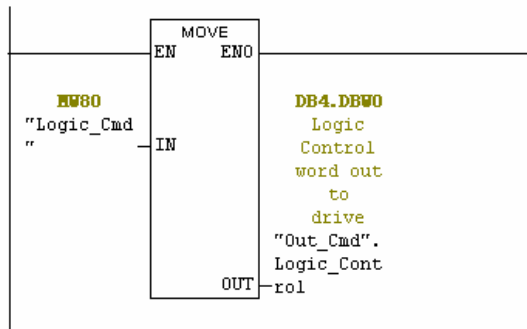 MOVE
EN ENO
MW80
"Logic_Cmd
"
IN
DB4.DBW0
Logic
Control
word out
to
drive
"Out_Cmd".
Logic_Cont
rol
OUT